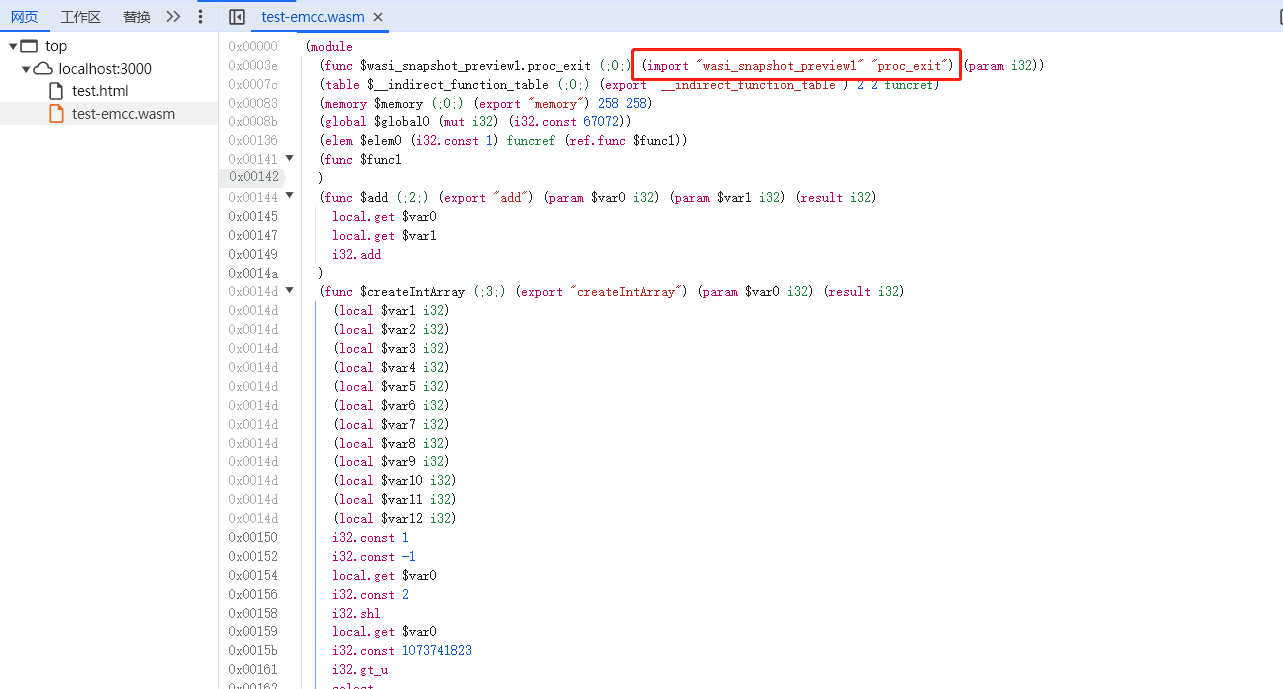 网页 工作区 替换 test-emcc.wasm
top
localhost:3000
test.html
test-emcc.wasm
0x00000 (module
0x0003e (func $wasi_snapshot_preview1.proc_exit (;0;) (import "wasi_snapshot_preview1" "proc_exit") (param i32))
0x0007c (table $__indirect_function_table (;0;) (export "__indirect_function_table") 2 2 funcref)
0x00083 (memory $memory (;0;) (export "memory") 258 258)
0x0008b (global $global0 (mut i32) (i32.const 67072))
0x00136 (elem $elem0 (i32.const 1) funcref (ref.func $func1))
0x00141 (func $func1
0x00142 )
0x00144 (func $add (;2;) (export "add") (param $var0 i32) (param $var1 i32) (result i32)
0x00145 local.get $var0
0x00147 local.get $var1
0x00149 i32.add
0x0014a )
0x0014d (func $createIntArray (;3;) (export "createIntArray") (param $var0 i32) (result i32)
0x0014d (local $var1 i32)
0x0014d (local $var2 i32)
0x0014d (local $var3 i32)
0x0014d (local $var4 i32)
0x0014d (local $var5 i32)
0x0014d (local $var6 i32)
0x0014d (local $var7 i32)
0x0014d (local $var8 i32)
0x0014d (local $var9 i32)
0x0014d (local $var10 i32)
0x0014d (local $var11 i32)
0x0014d (local $var12 i32)
0x00150 i32.const 1
0x00152 i32.const -1
0x00154 local.get $var0
0x00156 i32.const 2
0x00158 i32.shl
0x00159 local.get $var0
0x0015b i32.const 1073741823
0x00161 i32.gt_u
0x00162 select